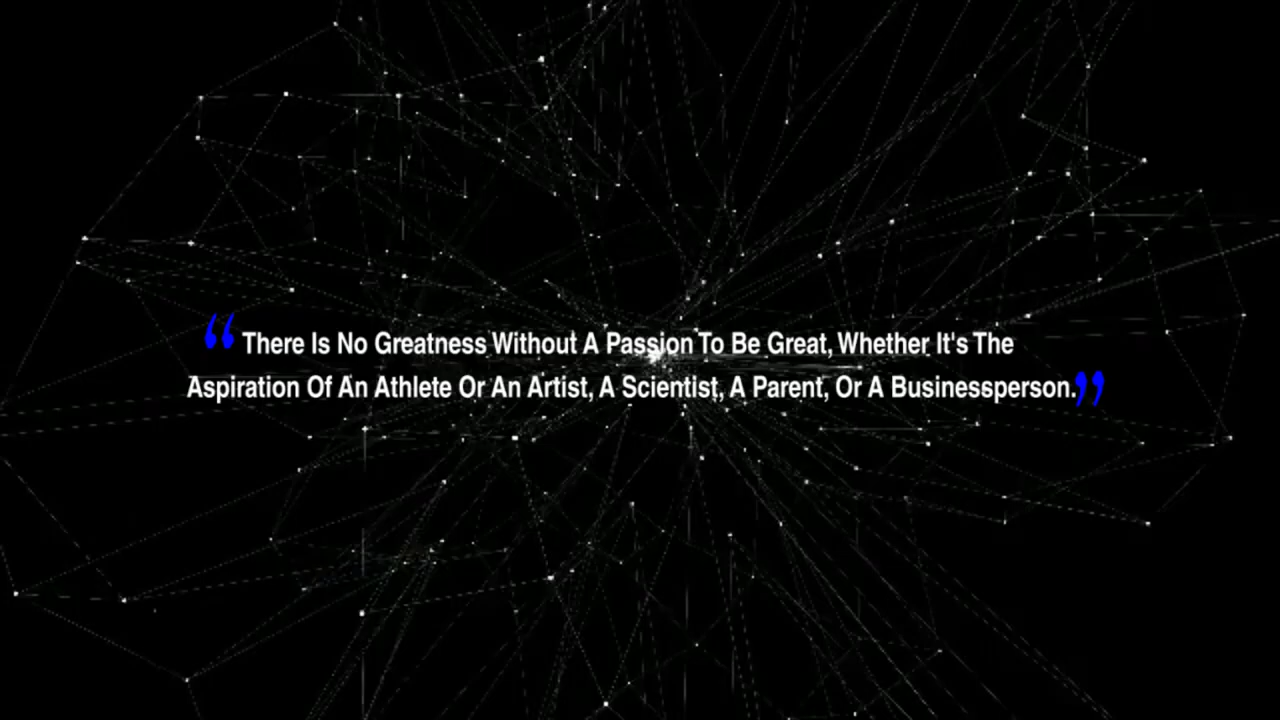 “There Is No Greatness Without A Passion To Be Great, Whether It's The
Aspiration Of An Athlete Or An Artist, A Scientist, A Parent, Or A Businessperson.”